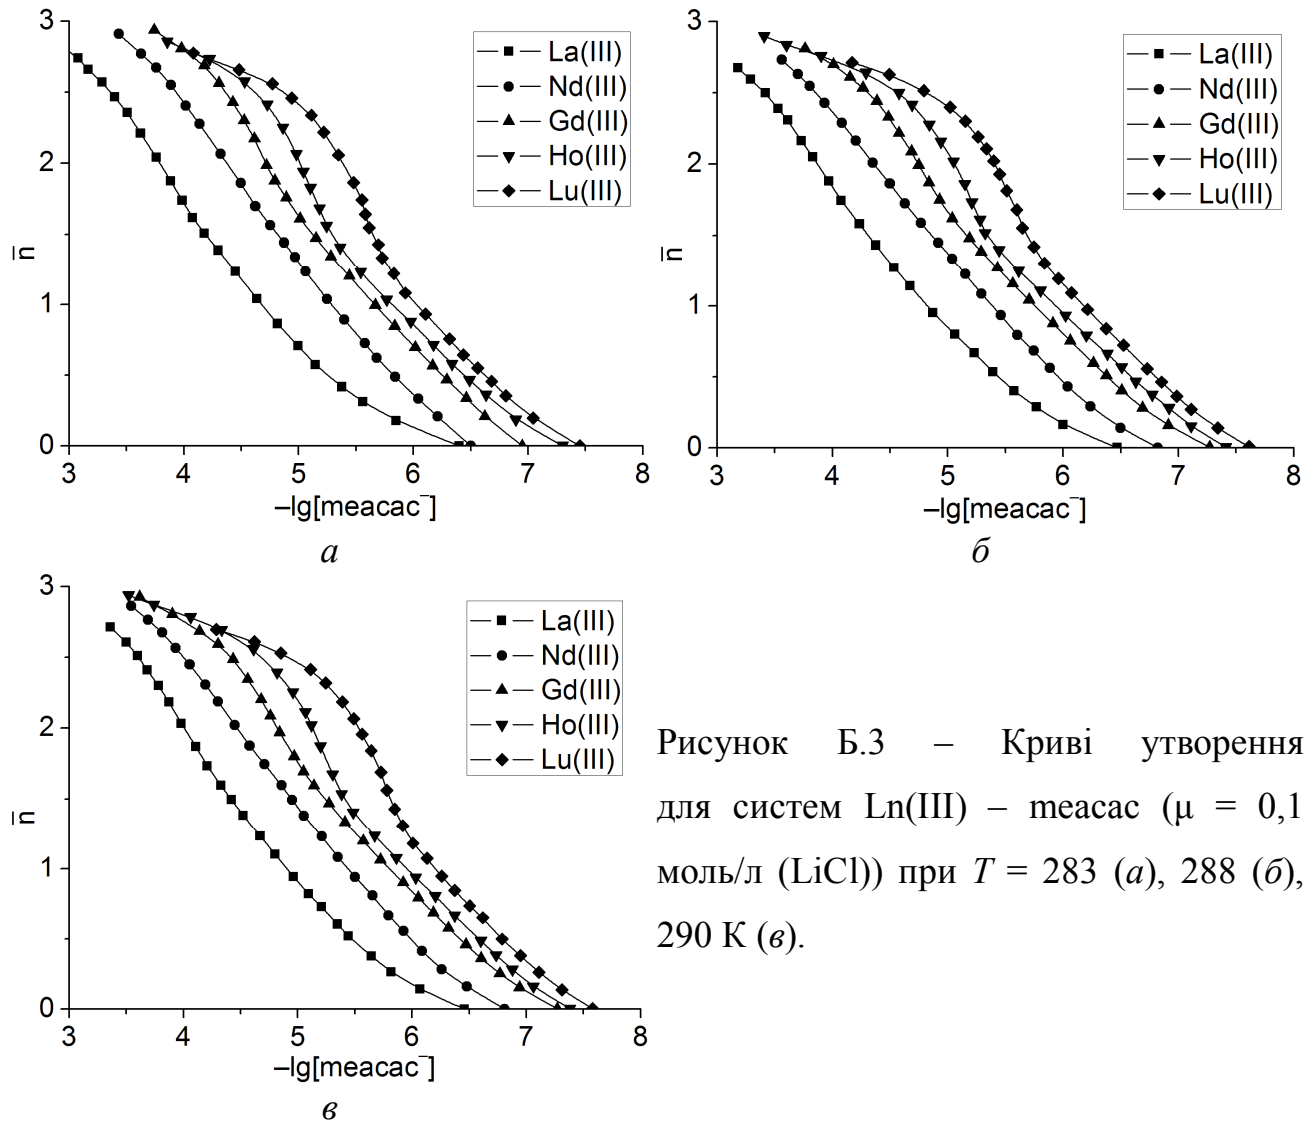 3
2
1
0
n̅
3 4 5 6 7 8
–lg[meacac⁻]
La(III)
Nd(III)
Gd(III)
Ho(III)
Lu(III)
а
3
2
1
0
n̅
3 4 5 6 7 8
–lg[meacac⁻]
La(III)
Nd(III)
Gd(III)
Ho(III)
Lu(III)
б
3
2
1
0
n̅
3 4 5 6 7 8
–lg[meacac⁻]
La(III)
Nd(III)
Gd(III)
Ho(III)
Lu(III)
в
Рисунок Б.3 – Криві утворення
для систем Ln(III) – meacac (μ = 0,1
моль/л (LiCl)) при T = 283 (а), 288 (б),
290 К (в).